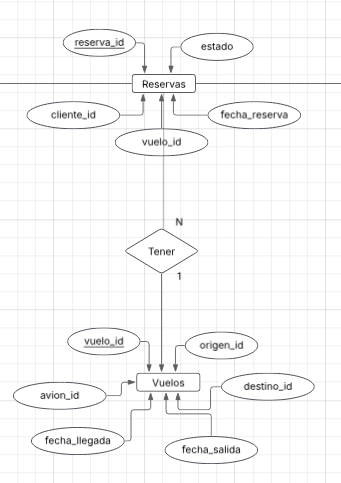 reserva_id
estado
Reservas
cliente_id
fecha_reserva
vuelo_id
N
Tener
1
vuelo_id
origen_id
Vuelos
avion_id
destino_id
fecha_llegada
fecha_salida